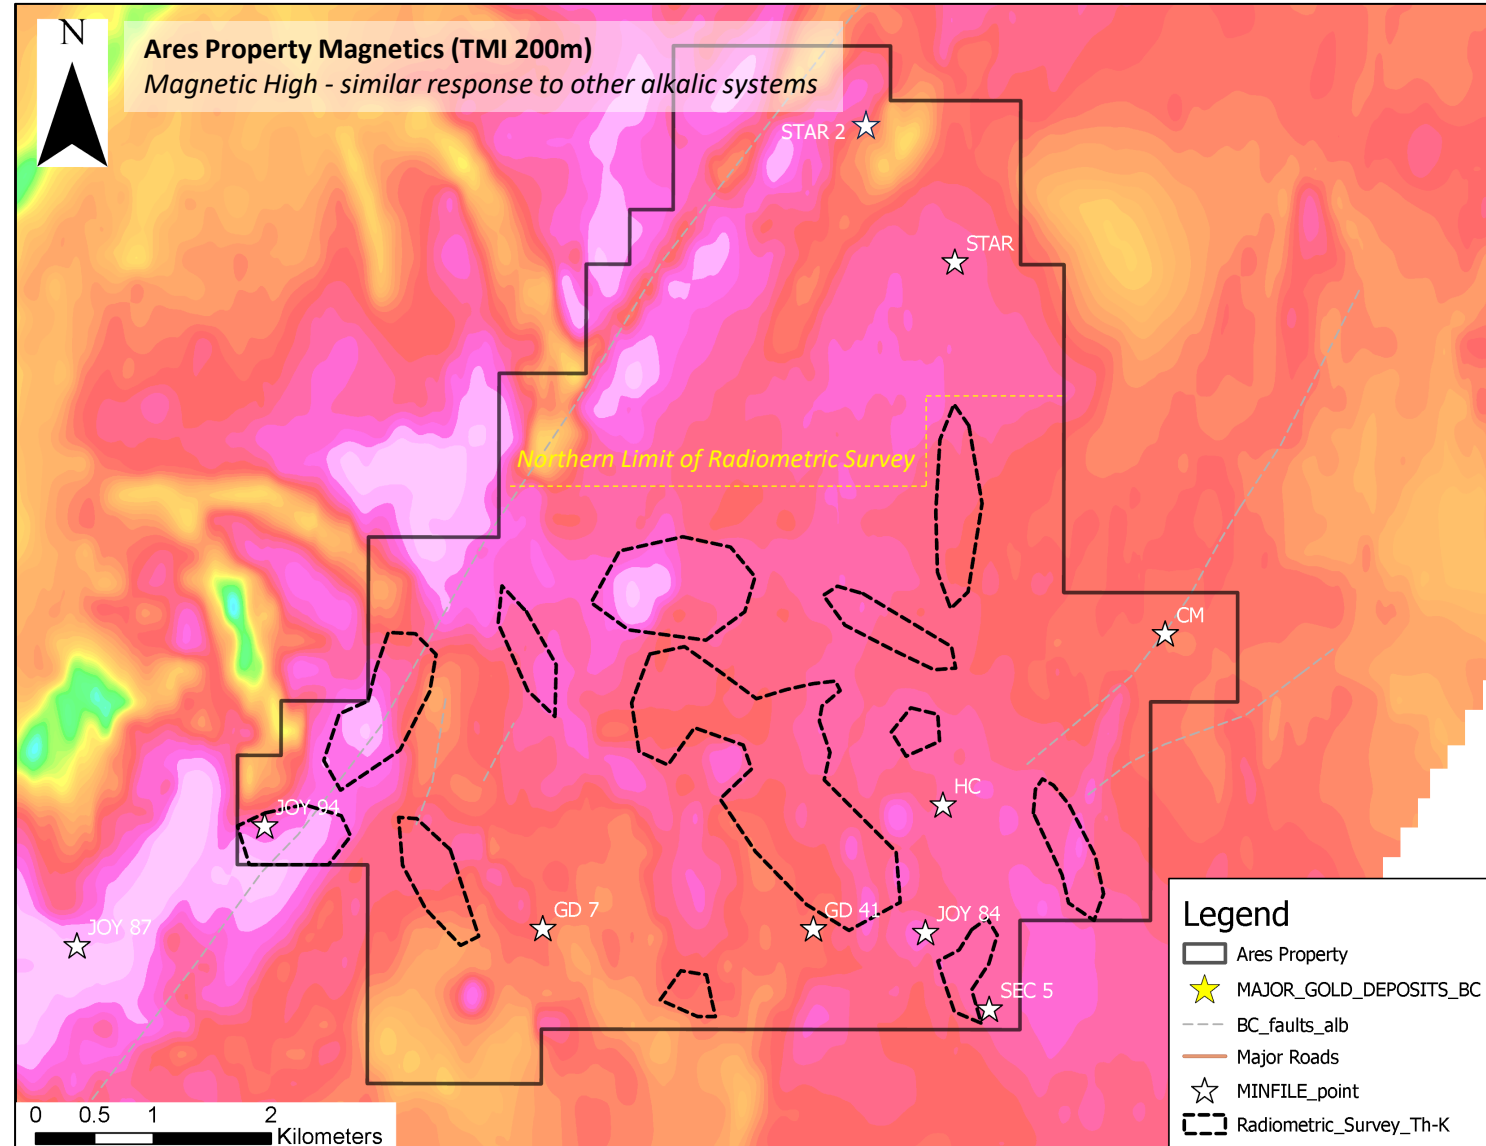 N
Ares Property Magnetics (TMI 200m)
Magnetic High - similar response to other alkalic systems
STAR 2
STAR
Northern Limit of Radiometric Survey
CM
HC
JOY 94
JOY 87
GD 7
GD 41
JOY 84
SEC 5
Legend
Ares Property
MAJOR_GOLD_DEPOSITS_BC
BC_faults_alb
Major Roads
MINFILE_point
Radiometric_Survey_Th-K
0 0.5 1 2
Kilometers